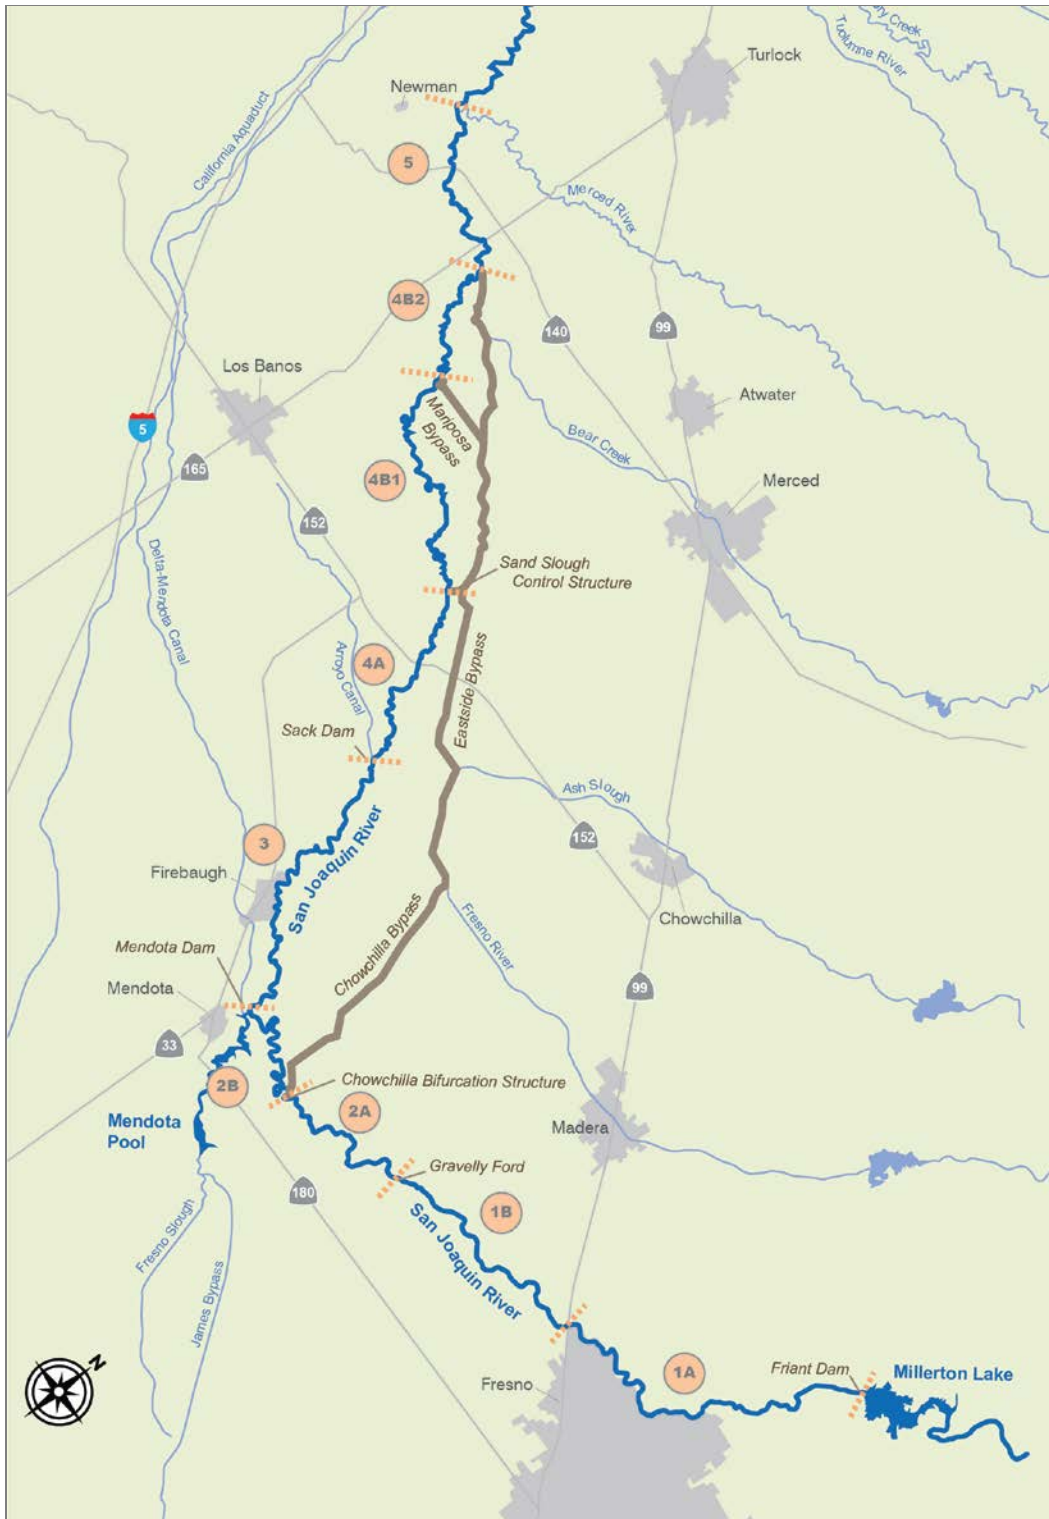 Turlock
ry Creek
Tuolumne River
Newman
California Aquaduct
5
Merced River
4B2
140
99
Los Banos
Atwater
5
Mariposa
Bypass
Bear Creek
165
4B1
Merced
152
Sand Slough
Control Structure
Delta-Mendota Canal
Arroyo Canal
4A
Eastside Bypass
Sack Dam
Ash Slough
3
San Joaquin River
152
Firebaugh
Chowchilla
Fresno River
Mendota Dam
Chowchilla Bypass
Mendota
99
33
2B
Chowchilla Bifurcation Structure
2A
Mendota
Pool
Madera
Gravelly Ford
180
1B
San Joaquin River
Fresno Slough
James Bypass
N
1A
Friant Dam
Millerton Lake
Fresno